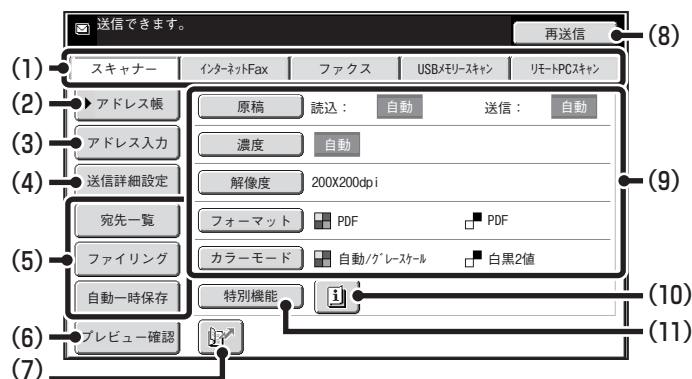 送信できます。
再送信
(8)
(1)
スキャナー
インターネットFax
ファクス
USBメモリースキャン
リモートPCスキャン
(2)
アドレス帳
原稿
読込：
自動
送信：
自動
(3)
アドレス入力
濃度
自動
(4)
送信詳細設定
解像度
200X200dpi
(9)
宛先一覧
フォーマット
PDF
PDF
(5)
ファイリング
カラーモード
自動/グレースケール
白黒2値
自動一時保存
特別機能
(10)
(6)
プレビュー確認
(11)
(7)